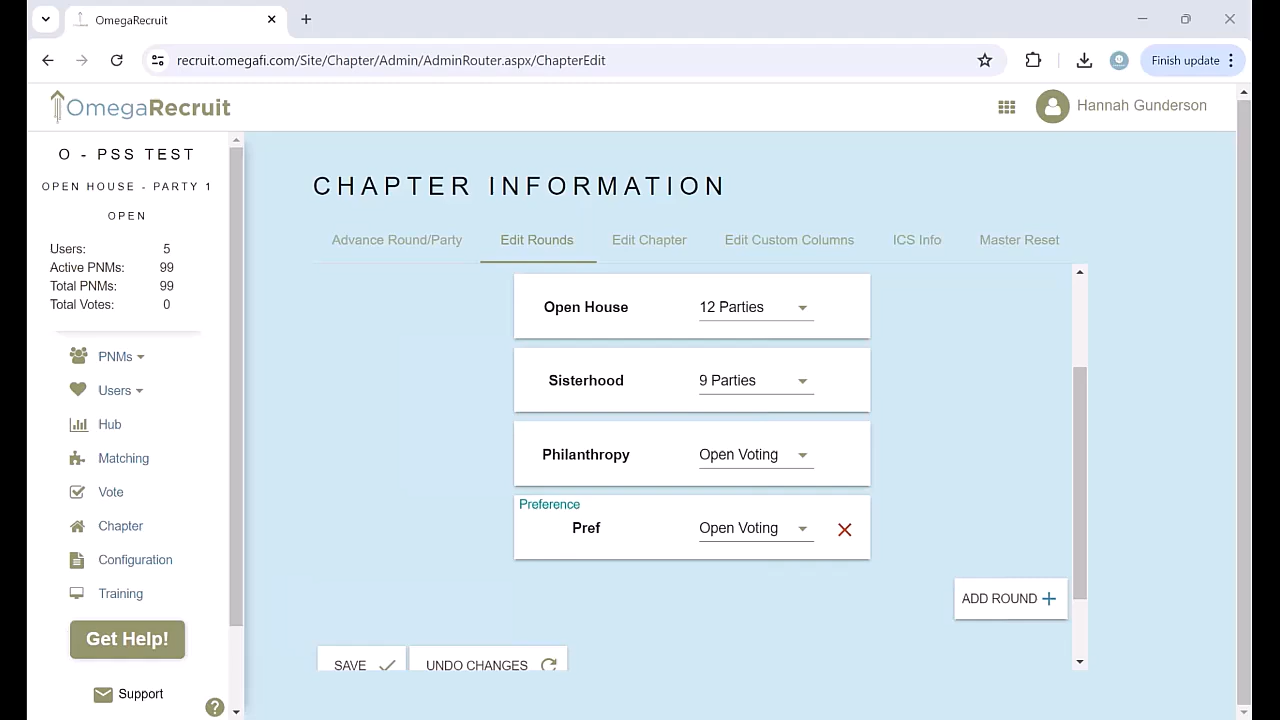 OmegaRecruit
recruit.omegafi.com/Site/Chapter/Admin/AdminRouter.aspx/ChapterEdit
Finish update
OmegaRecruit
Hannah Gunderson
O - PSS TEST
OPEN HOUSE - PARTY 1
OPEN
Users: 5
Active PNMs: 99
Total PNMs: 99
Total Votes: 0
PNMs
Users
Hub
Matching
Vote
Chapter
Configuration
Training
Get Help!
Support
?
CHAPTER INFORMATION
Advance Round/Party
Edit Rounds
Edit Chapter
Edit Custom Columns
ICS Info
Master Reset
Open House 12 Parties
Sisterhood 9 Parties
Philanthropy Open Voting
Preference
Pref Open Voting
ADD ROUND
SAVE
UNDO CHANGES